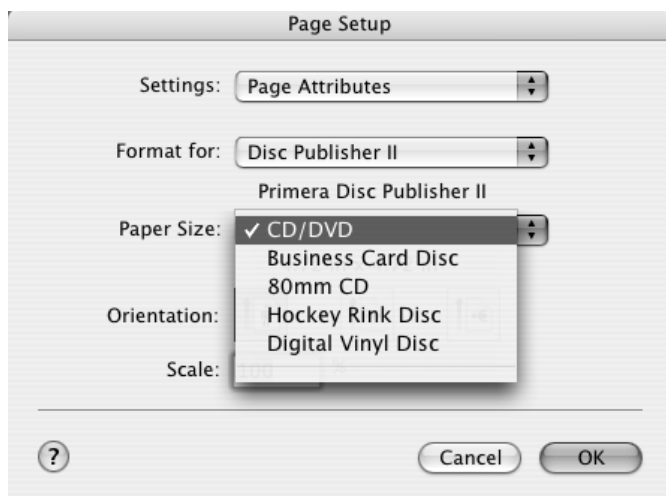 Page Setup
Settings: Page Attributes
Format for: Disc Publisher II
Primera Disc Publisher II
Paper Size: ✓ CD/DVD
Business Card Disc
80mm CD
Hockey Rink Disc
Orientation:
Digital Vinyl Disc
Scale: 100 %
? Cancel OK